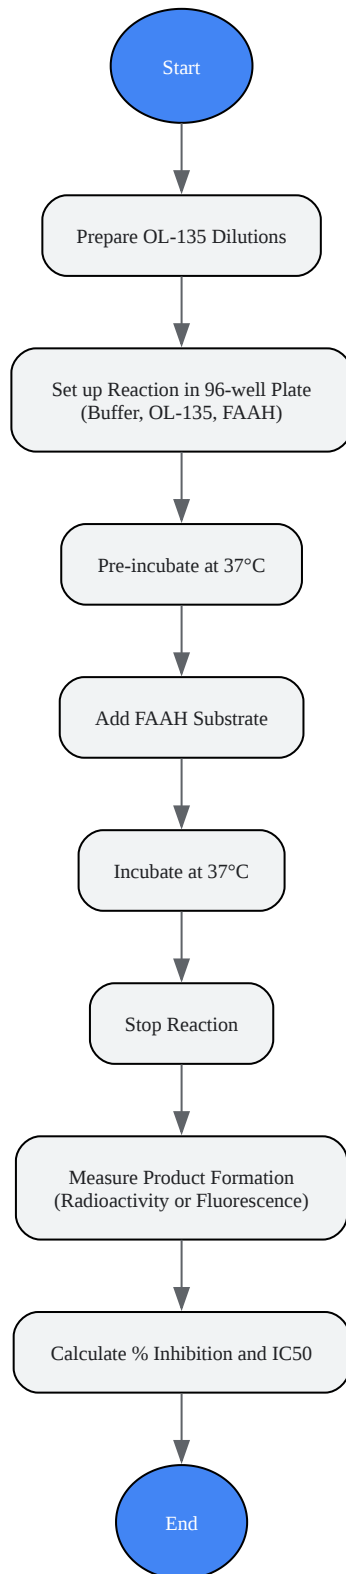 Start
Prepare OL-135 Dilutions
Set up Reaction in 96-well Plate
(Buffer, OL-135, FAAH)
Pre-incubate at 37°C
Add FAAH Substrate
Incubate at 37°C
Stop Reaction
Measure Product Formation
(Radioactivity or Fluorescence)
Calculate % Inhibition and IC50
End